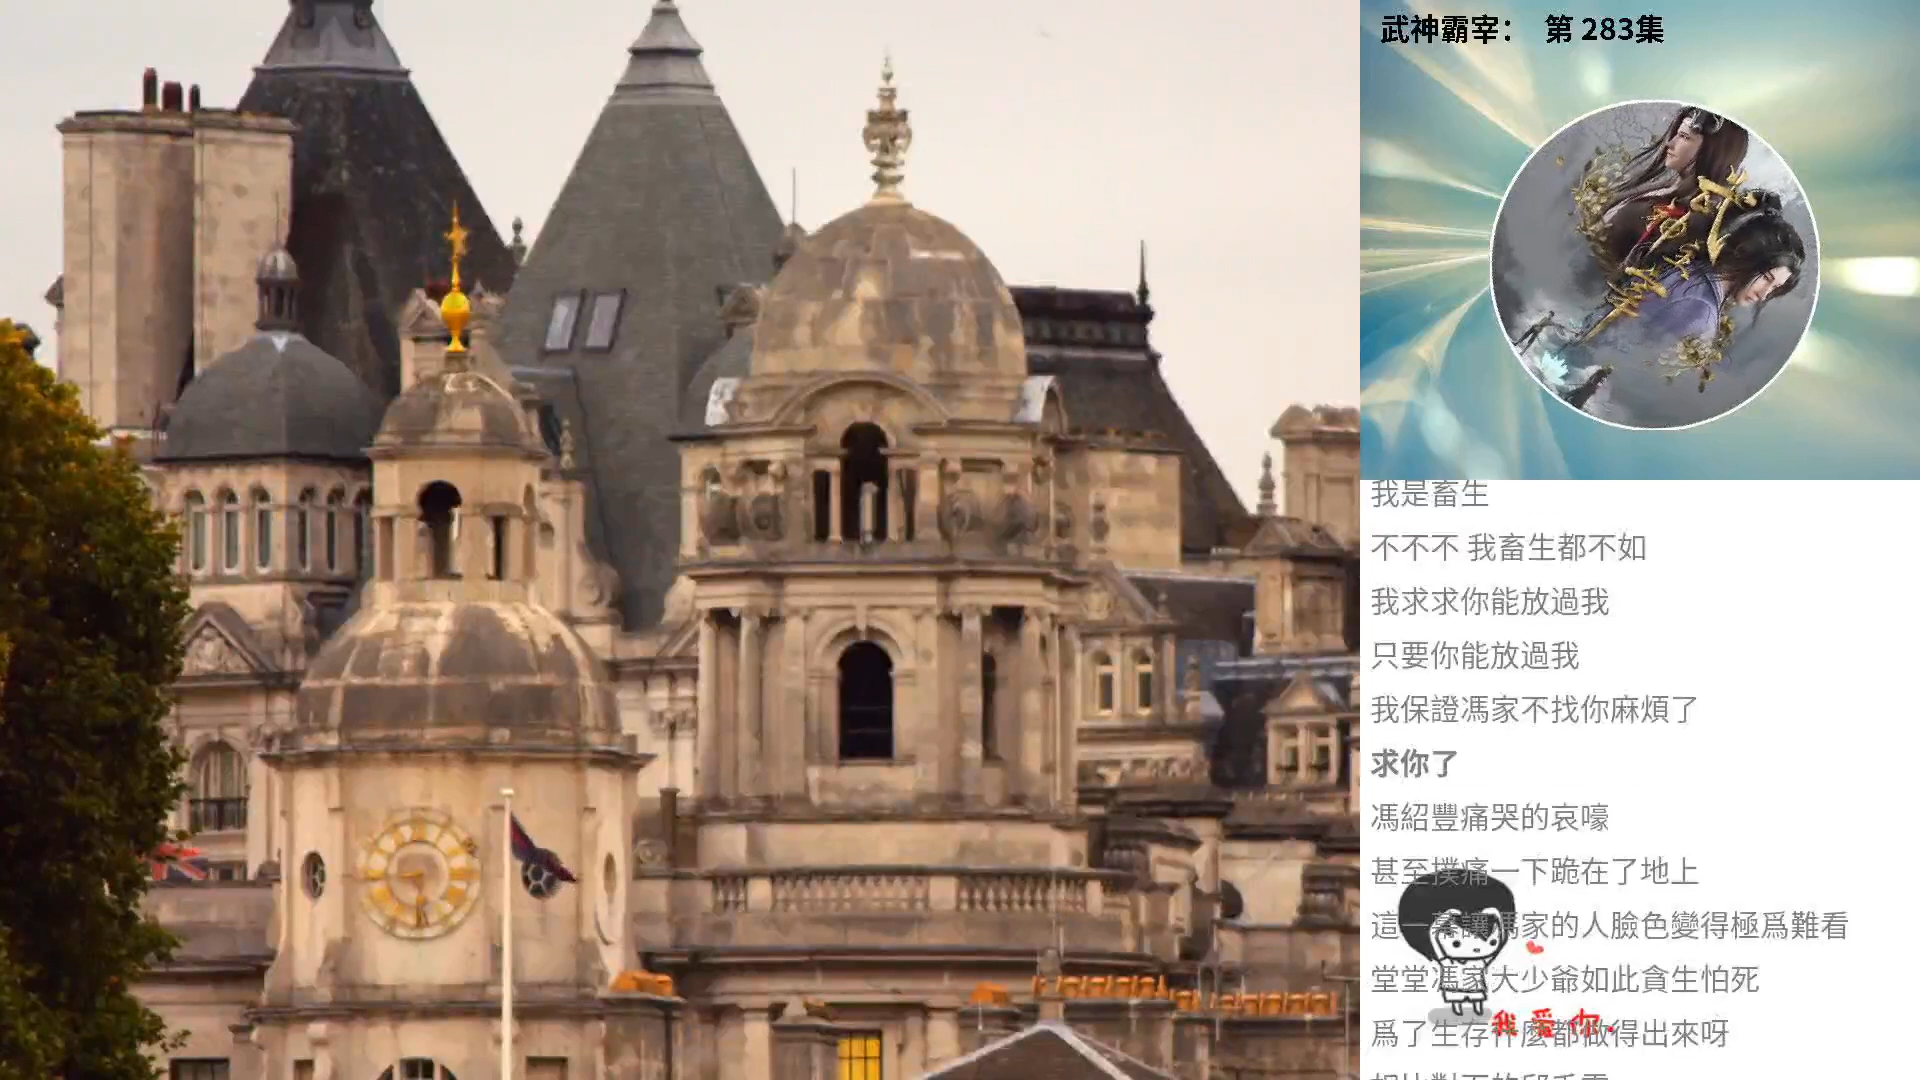 武神霸宰： 第 283集
我是畜生
不不不 我畜生都不如
我求求你能放過我
只要你能放過我
我保證馮家不找你麻煩了
求你了
馮紹豐痛哭的哀嚎
甚至撲痛一下跪在了地上
這一幕讓馮家的人臉色變得極爲難看
堂堂馮家大少爺如此貪生怕死
爲了生存什麼都做得出來呀
我爱你.